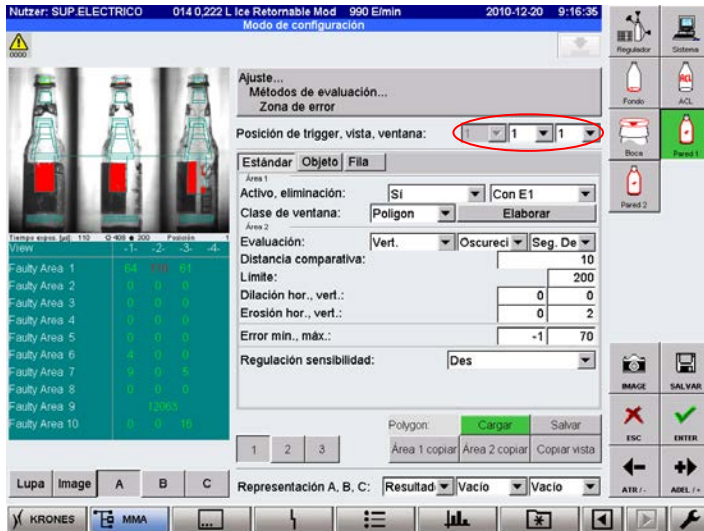 Nutzer: SUP.ELECTRICO 014 0,222 L Ice Retornable Mod 990 E/min 2010-12-20 9:16:35
Modo de configuración
0000
Regulador Sistema
Ajuste...
Métodos de evaluación...
Zona de error
Fondo ACL
Posición de trigger, vista, ventana: 1 1 1
Boca Pared 1
Estándar Objeto Fila
Área 1
Activo, eliminación: Sí Con E1
Clase de ventana: Poligon Elaborar
Pared 2
Área 2
Evaluación: Vert. Oscureci Seg. De
Distancia comparativa: 10
Límite: 200
Dilación hor., vert.: 0 0
Erosión hor., vert.: 0 2
Error mín., máx.: -1 70
Regulación sensibilidad: Des
Tiempo expos. [µs]: 110 Posición 1
View -1- -2- -3- -4-
Faulty Area 1 64 110 61
Faulty Area 2 0 0 0
Faulty Area 3 0 0 0
Faulty Area 4 0 0 0
Faulty Area 5 0 0 0
Faulty Area 6 4 0 0
Faulty Area 7 9 0 5
Faulty Area 8 0 0 0
Faulty Area 9 12065
Faulty Area 10 0 0 16
IMAGE SALVAR
Polygon: Cargar Salvar
1 2 3 Área 1 copiar Área 2 copiar Copiar vista
ESC ENTER
Lupa Image A B C
Representación A, B, C: Resultad Vacío Vacío
ATR / - ADEL / +
KRONES MMA ...